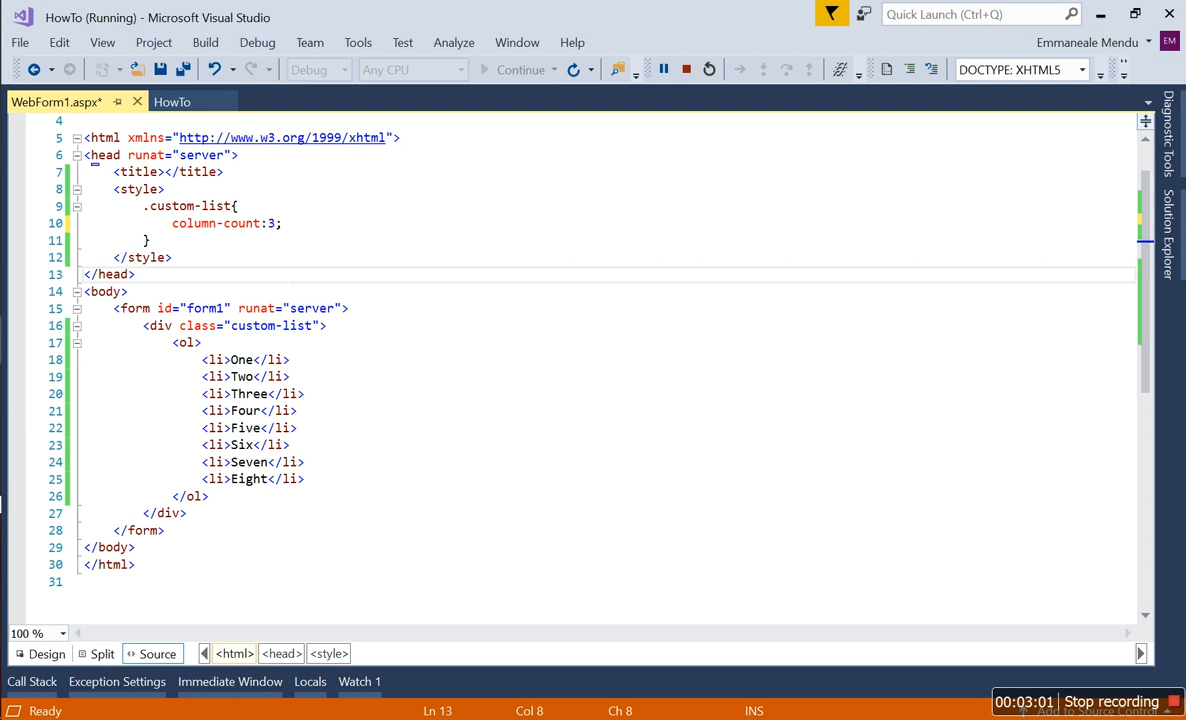 HowTo (Running) - Microsoft Visual Studio
Quick Launch (Ctrl+Q)
File Edit View Project Build Debug Team Tools Test Analyze Window Help
Emmaneale Mendu EM
Debug Any CPU Continue DOCTYPE: XHTML5
WebForm1.aspx* HowTo
4
5 <html xmlns="http://www.w3.org/1999/xhtml">
6 <head runat="server">
7 <title></title>
8 <style>
9 .custom-list{
10 column-count:3;
11 }
12 </style>
13 </head>
14 <body>
15 <form id="form1" runat="server">
16 <div class="custom-list">
17 <ol>
18 <li>One</li>
19 <li>Two</li>
20 <li>Three</li>
21 <li>Four</li>
22 <li>Five</li>
23 <li>Six</li>
24 <li>Seven</li>
25 <li>Eight</li>
26 </ol>
27 </div>
28 </form>
29 </body>
30 </html>
31
Diagnostic Tools
Solution Explorer
100 %
Design Split Source <html> <head> <style>
Call Stack Exception Settings Immediate Window Locals Watch 1
00:03:01 Stop recording
Ready Ln 13 Col 8 Ch 8 INS Add to Source Control